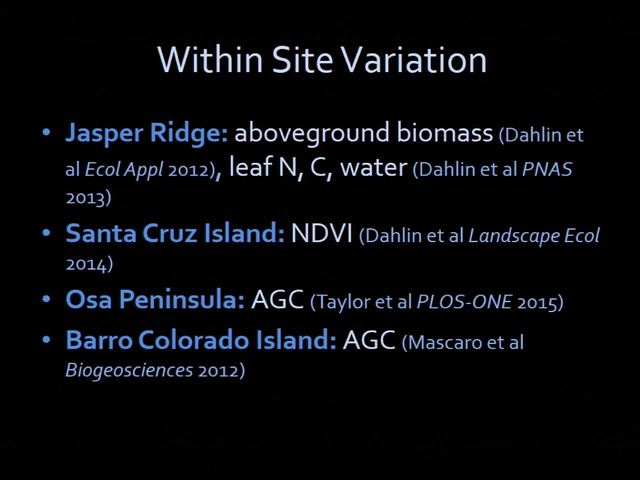 Within Site Variation
• Jasper Ridge: aboveground biomass (Dahlin et
al Ecol Appl 2012), leaf N, C, water (Dahlin et al PNAS
2013)
• Santa Cruz Island: NDVI (Dahlin et al Landscape Ecol
2014)
• Osa Peninsula: AGC (Taylor et al PLOS-ONE 2015)
• Barro Colorado Island: AGC (Mascaro et al
Biogeosciences 2012)